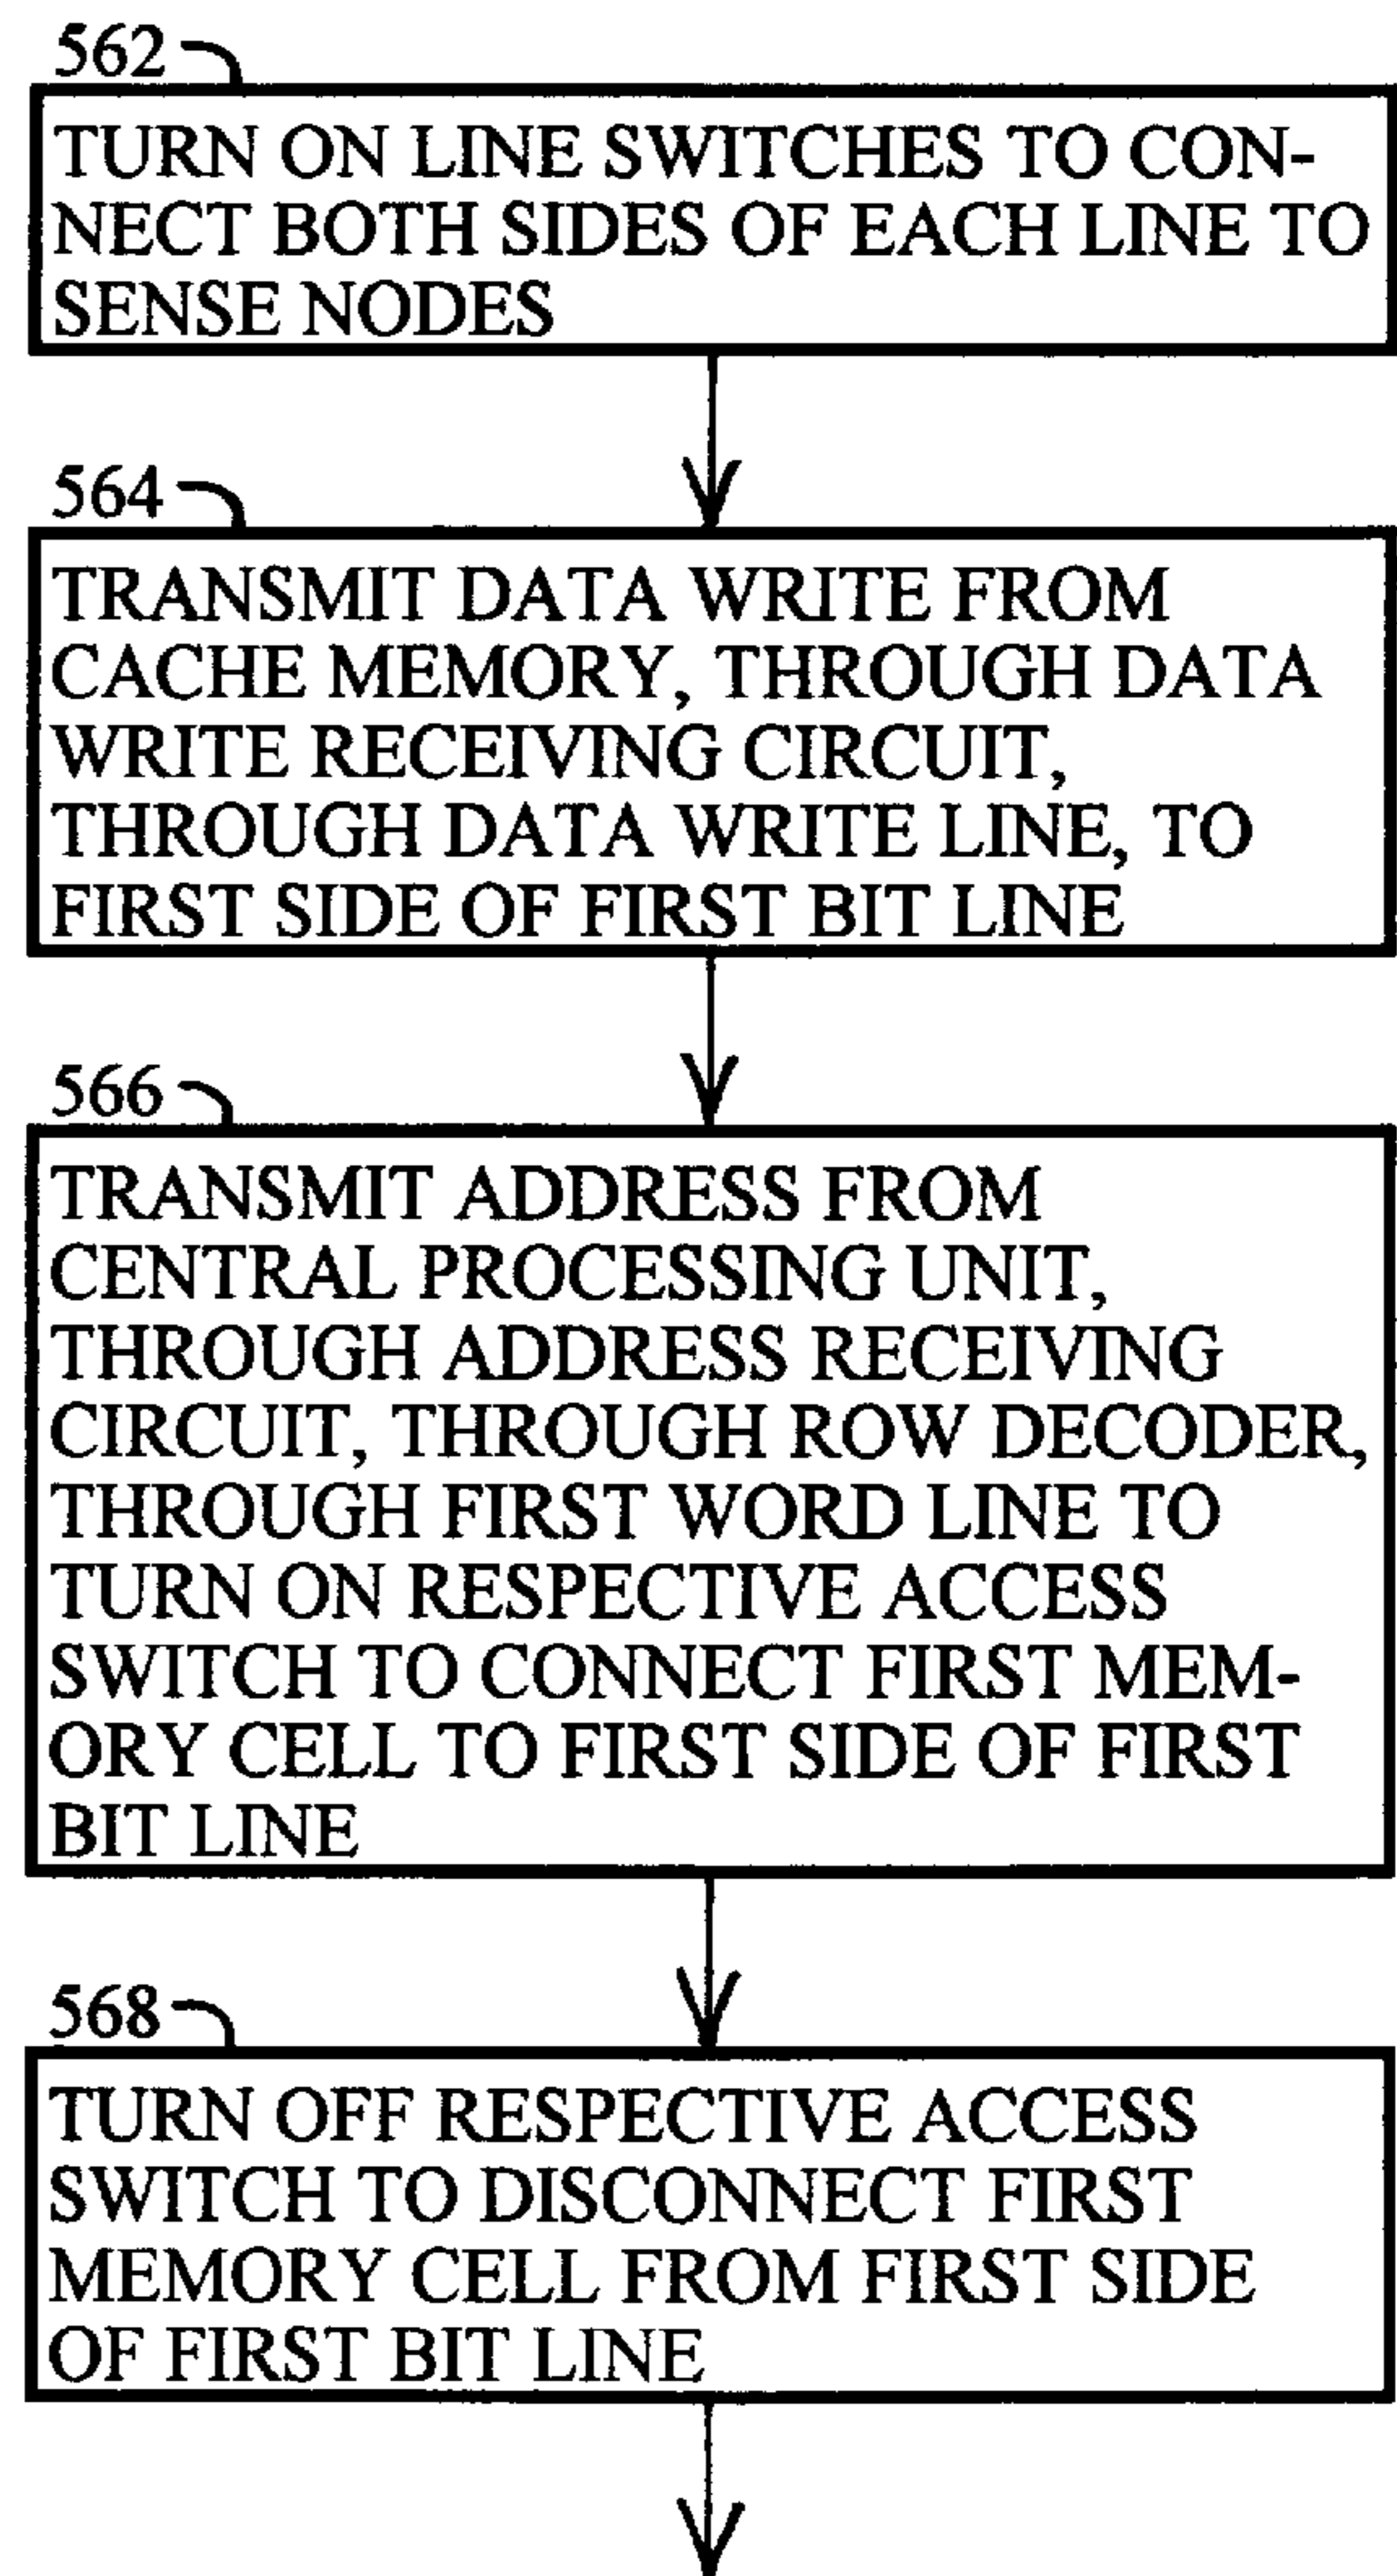 562
TURN ON LINE SWITCHES TO CON-
NECT BOTH SIDES OF EACH LINE TO
SENSE NODES
564
TRANSMIT DATA WRITE FROM
CACHE MEMORY, THROUGH DATA
WRITE RECEIVING CIRCUIT,
THROUGH DATA WRITE LINE, TO
FIRST SIDE OF FIRST BIT LINE
566
TRANSMIT ADDRESS FROM
CENTRAL PROCESSING UNIT,
THROUGH ADDRESS RECEIVING
CIRCUIT, THROUGH ROW DECODER,
THROUGH FIRST WORD LINE TO
TURN ON RESPECTIVE ACCESS
SWITCH TO CONNECT FIRST MEM-
ORY CELL TO FIRST SIDE OF FIRST
BIT LINE
568
TURN OFF RESPECTIVE ACCESS
SWITCH TO DISCONNECT FIRST
MEMORY CELL FROM FIRST SIDE
OF FIRST BIT LINE